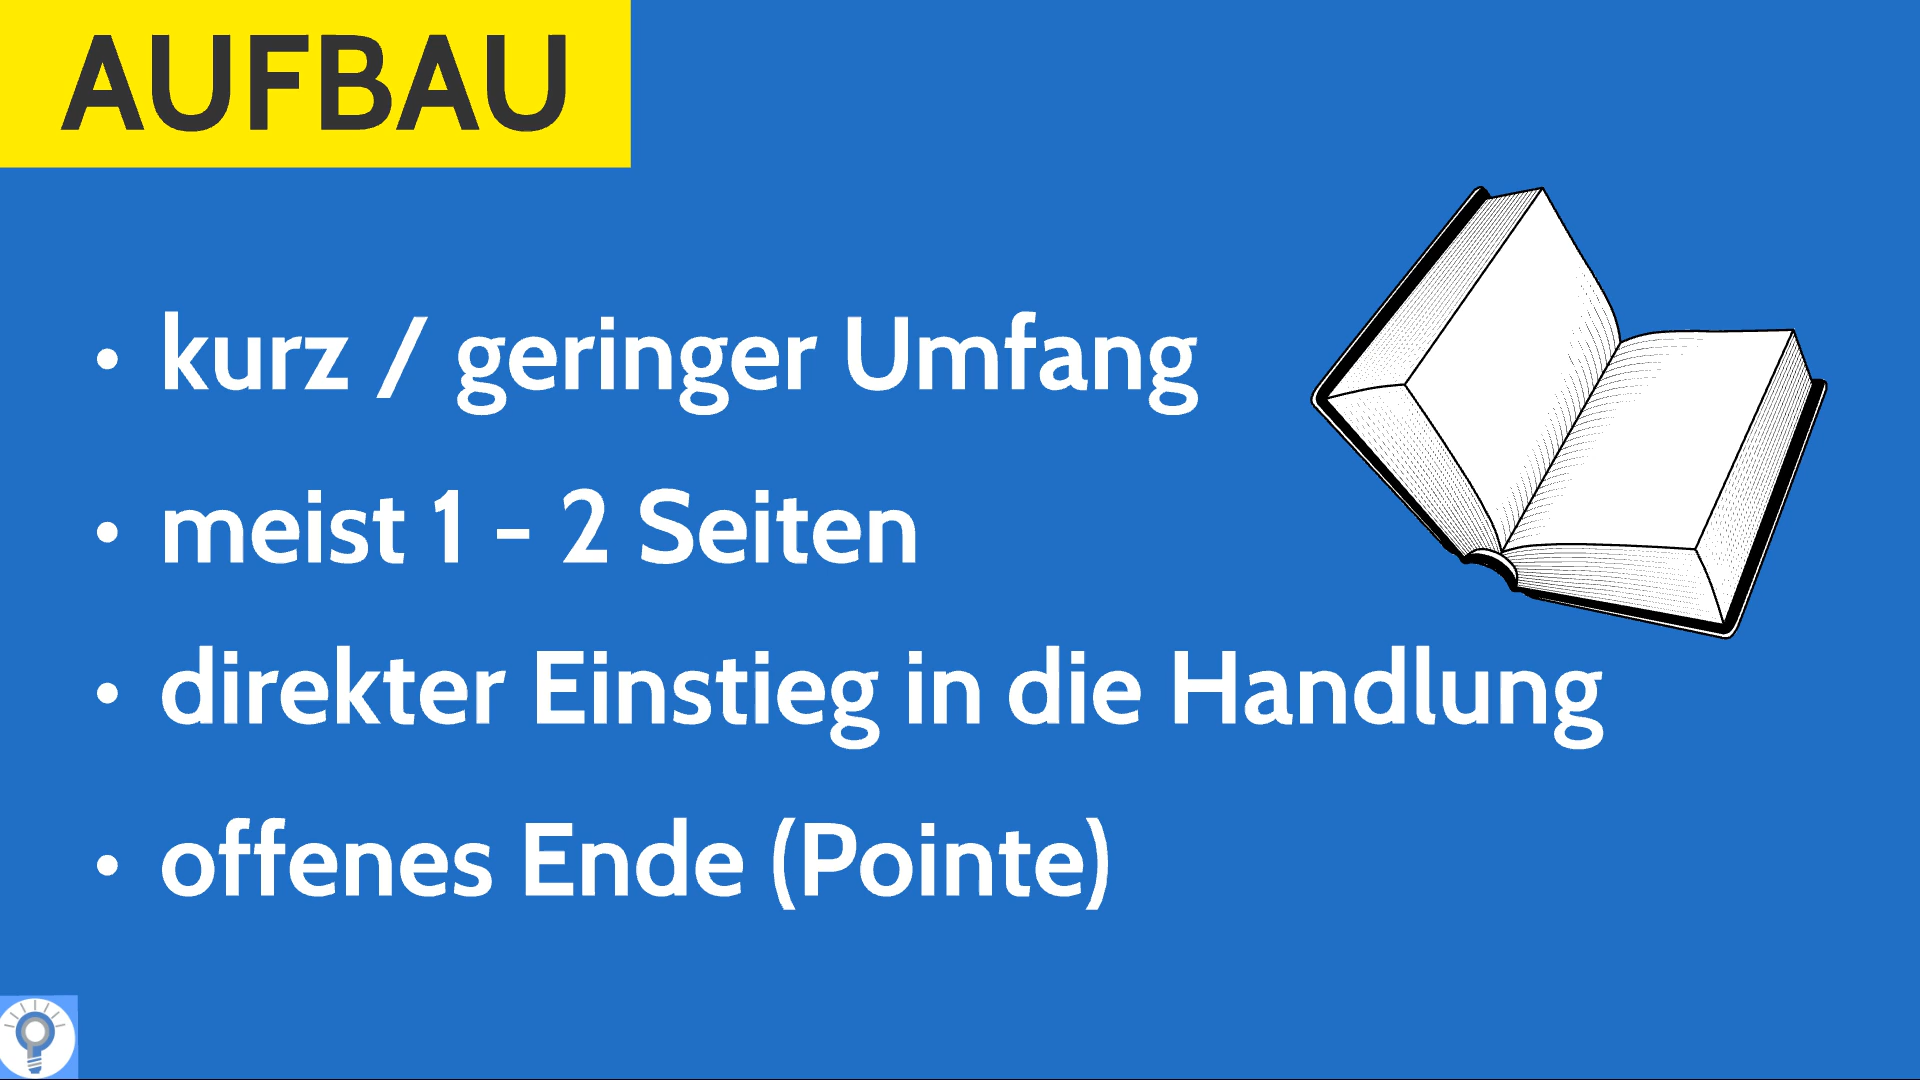 AUFBAU
• kurz / geringer Umfang
• meist 1 - 2 Seiten
• direkter Einstieg in die Handlung
• offenes Ende (Pointe)